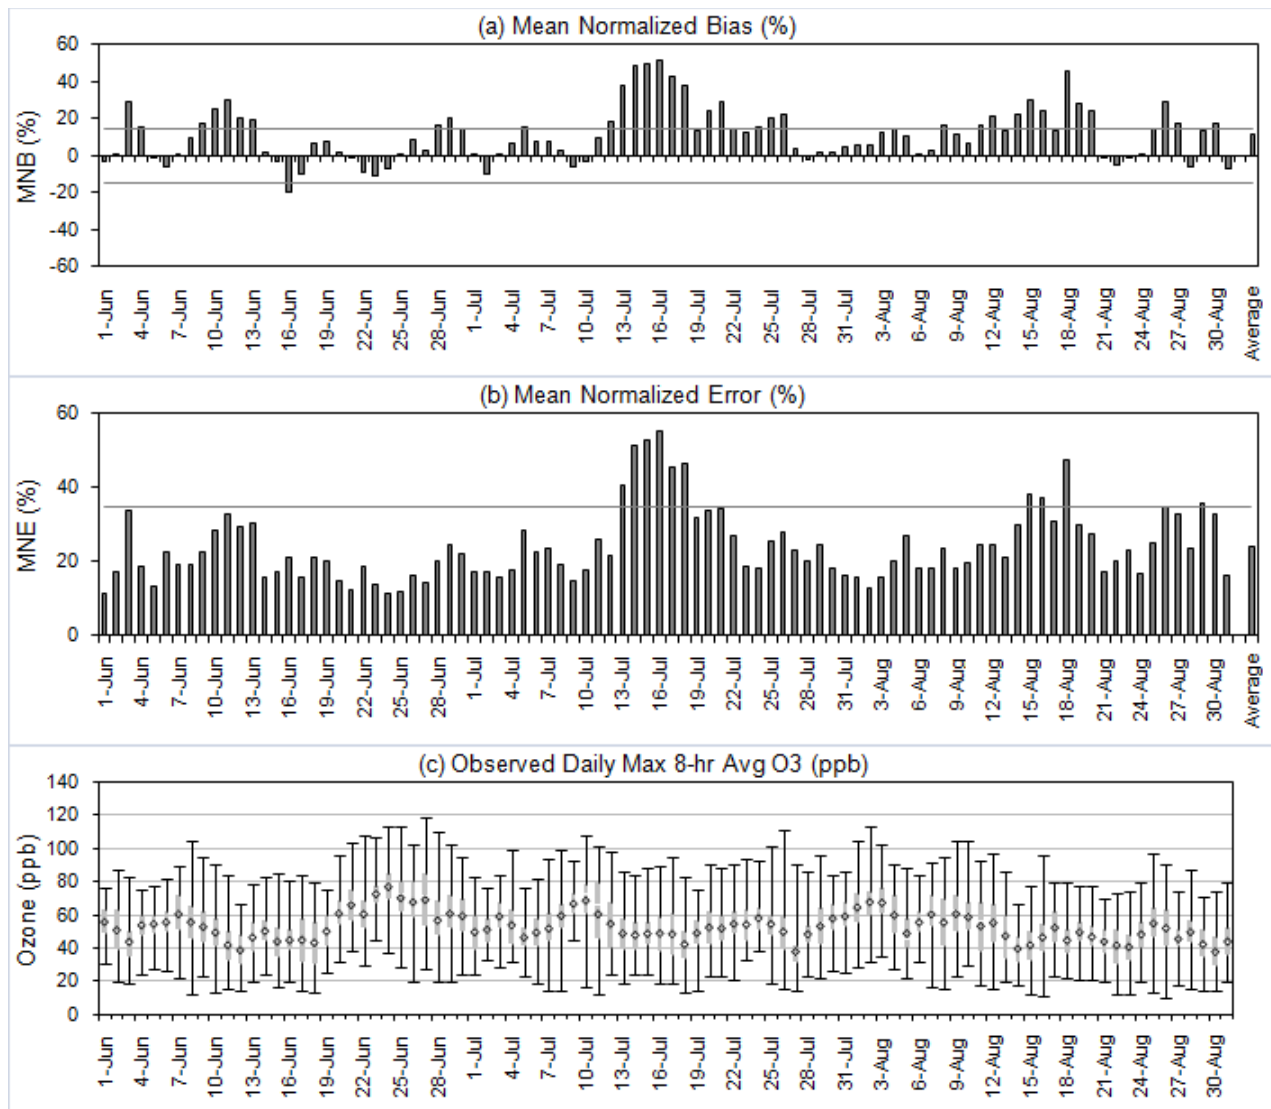 (a) Mean Normalized Bias (%)
60
40
20
0
-20
-40
-60
MNB (%)
1-Jun 4-Jun 7-Jun 10-Jun 13-Jun 16-Jun 19-Jun 22-Jun 25-Jun 28-Jun 1-Jul 4-Jul 7-Jul 10-Jul 13-Jul 16-Jul 19-Jul 22-Jul 25-Jul 28-Jul 31-Jul 3-Aug 6-Aug 9-Aug 12-Aug 15-Aug 18-Aug 21-Aug 24-Aug 27-Aug 30-Aug Average
(b) Mean Normalized Error (%)
60
40
20
0
MNE (%)
1-Jun 4-Jun 7-Jun 10-Jun 13-Jun 16-Jun 19-Jun 22-Jun 25-Jun 28-Jun 1-Jul 4-Jul 7-Jul 10-Jul 13-Jul 16-Jul 19-Jul 22-Jul 25-Jul 28-Jul 31-Jul 3-Aug 6-Aug 9-Aug 12-Aug 15-Aug 18-Aug 21-Aug 24-Aug 27-Aug 30-Aug Average
(c) Observed Daily Max 8-hr Avg O3 (ppb)
140
120
100
80
60
40
20
0
Ozone (ppb)
1-Jun 4-Jun 7-Jun 10-Jun 13-Jun 16-Jun 19-Jun 22-Jun 25-Jun 28-Jun 1-Jul 4-Jul 7-Jul 10-Jul 13-Jul 16-Jul 19-Jul 22-Jul 25-Jul 28-Jul 31-Jul 3-Aug 6-Aug 9-Aug 12-Aug 15-Aug 18-Aug 21-Aug 24-Aug 27-Aug 30-Aug